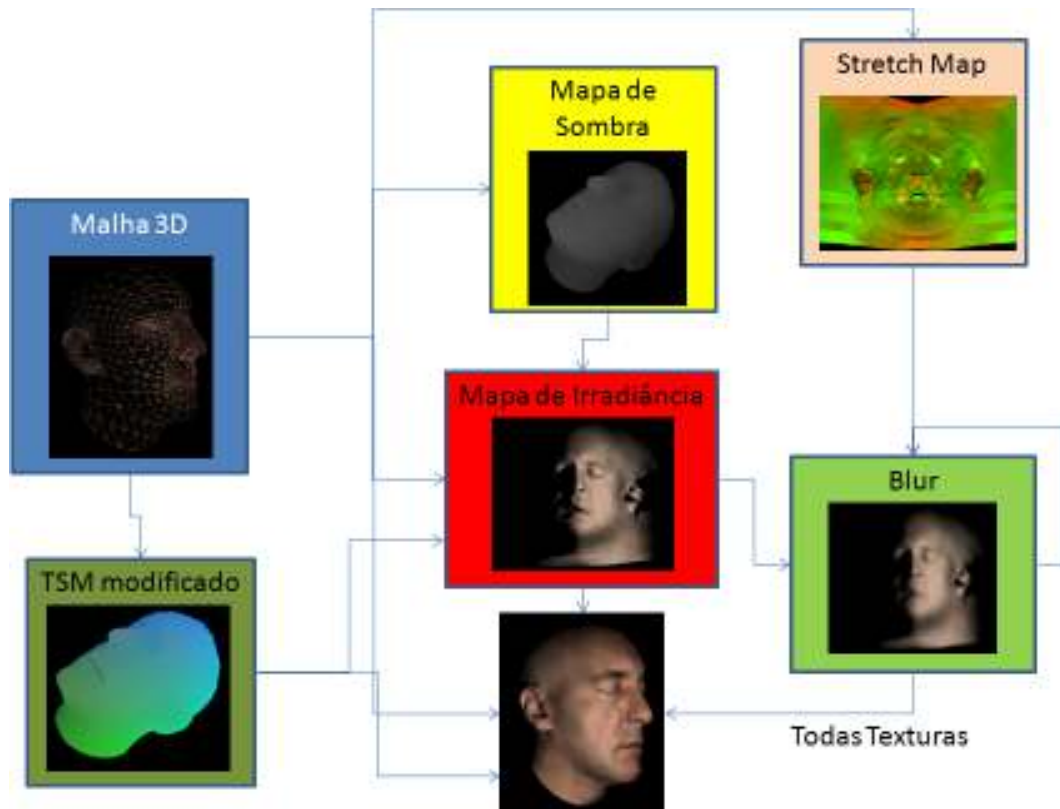 Stretch Map
Mapa de
Sombra
Malha 3D
Mapa de Irradiância
Blur
TSM modificado
Todas Texturas